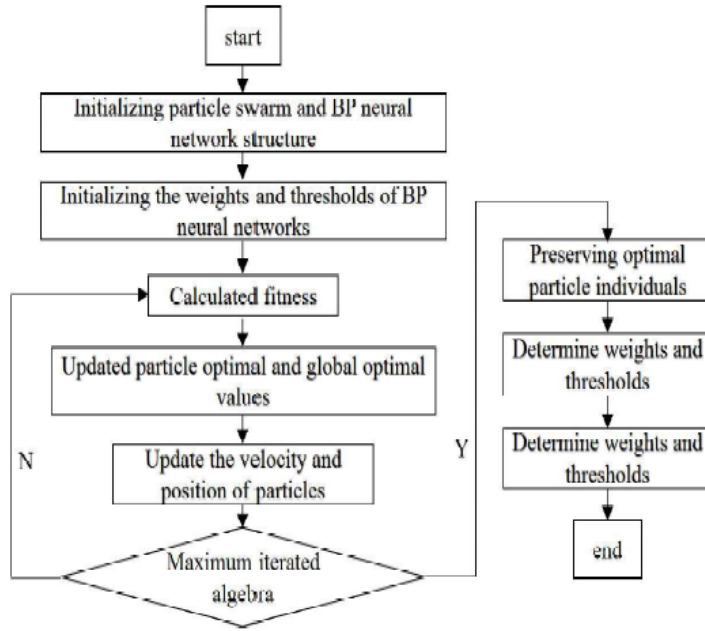 start
Initializing particle swarm and BP neural
network structure
Initializing the weights and thresholds of BP
neural networks
Calculated fitness
Updated particle optimal and global optimal
values
Update the velocity and
position of particles
Maximum iterated
algebra
N
Y
Preserving optimal
particle individuals
Determine weights and
thresholds
Determine weights and
thresholds
end